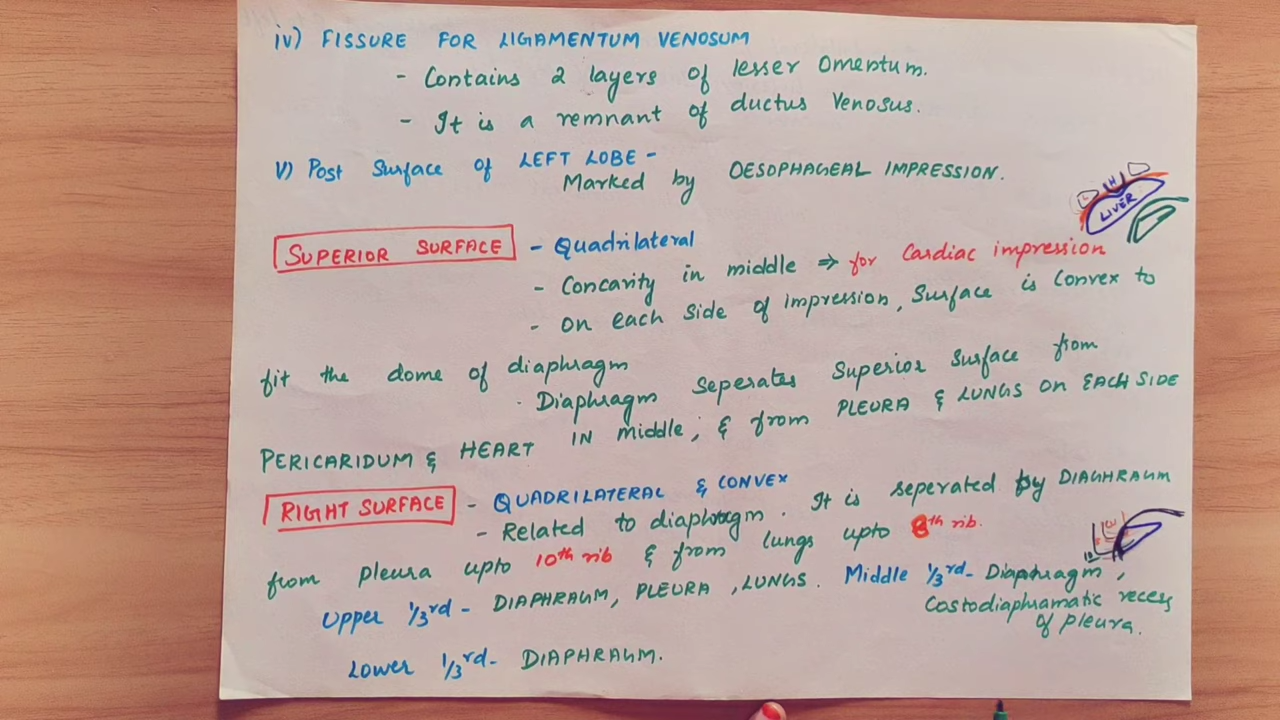 iv) FISSURE FOR LIGAMENTUM VENOSUM
- Contains 2 layers of lesser Omentum.
- It is a remnant of ductus Venosus.
V) Post Surface of LEFT LOBE -
Marked by OESOPHAGEAL IMPRESSION.
H
L
LIVER
SUPERIOR SURFACE - Quadrilateral
- Concavity in middle ⇒ for Cardiac impression
- On each side of impression, Surface is Convex to
fit the dome of diaphragm
. Diaphragm seperates Superior Surface from
PERICARIDUM & HEART IN Middle, & from PLEURA & LUNGS ON EACH SIDE
RIGHT SURFACE - QUADRILATERAL & CONVEX
- Related to diaphragm. It is seperated by DIAGHRAGM
from pleura upto 10th rib & from lungs upto 8th rib.
Upper 1/3rd - DIAPHRAGM, PLEURA, LUNGS. Middle 1/3rd- Diaphragm,
Costodiaphramatic recess
of pleura.
Lower 1/3rd- DIAPHRAGM.